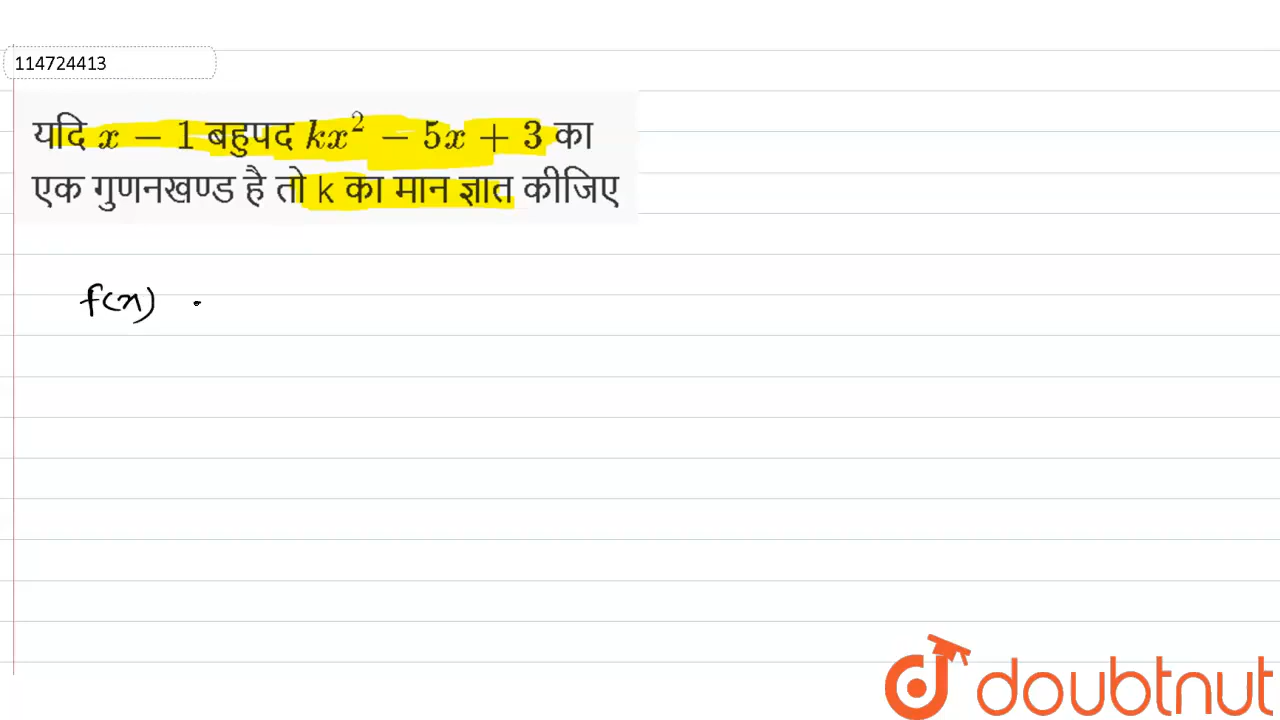 114724413
यदि x − 1 बहुपद kx² − 5x + 3 का
एक गुणनखण्ड है तो k का मान ज्ञात कीजिए
f(x)
doubtnut